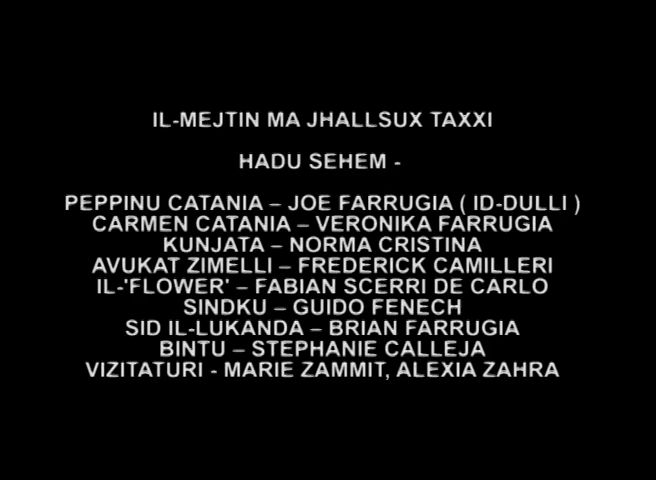 IL-MEJTIN MA JHALLSUX TAXXI
HADU SEHEM -
PEPPINU CATANIA – JOE FARRUGIA ( ID-DULLI )
CARMEN CATANIA – VERONIKA FARRUGIA
KUNJATA – NORMA CRISTINA
AVUKAT ZIMELLI – FREDERICK CAMILLERI
IL-'FLOWER' – FABIAN SCERRI DE CARLO
SINDKU – GUIDO FENECH
SID IL-LUKANDA – BRIAN FARRUGIA
BINTU – STEPHANIE CALLEJA
VIZITATURI - MARIE ZAMMIT, ALEXIA ZAHRA